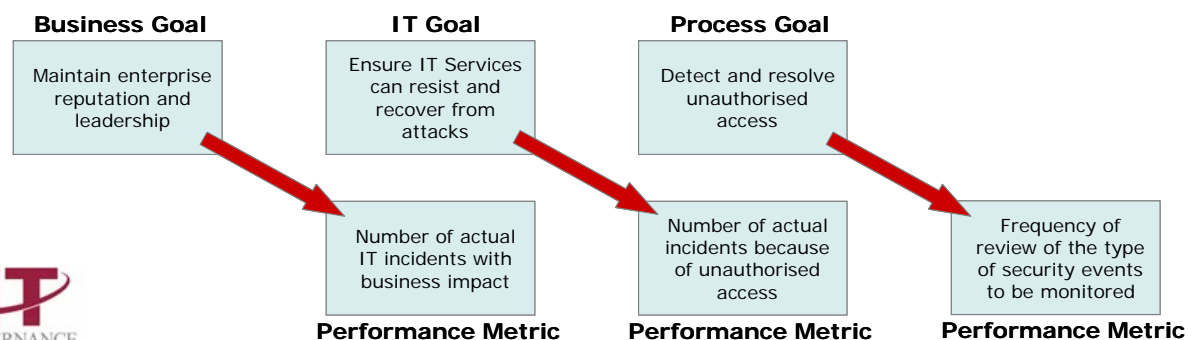 Business Goal
IT Goal
Process Goal
Maintain enterprise
reputation and
leadership
Ensure IT Services
can resist and
recover from
attacks
Detect and resolve
unauthorised
access
Number of actual
IT incidents with
business impact
Number of actual
incidents because
of unauthorised
access
Frequency of
review of the type
of security events
to be monitored
Performance Metric
Performance Metric
Performance Metric